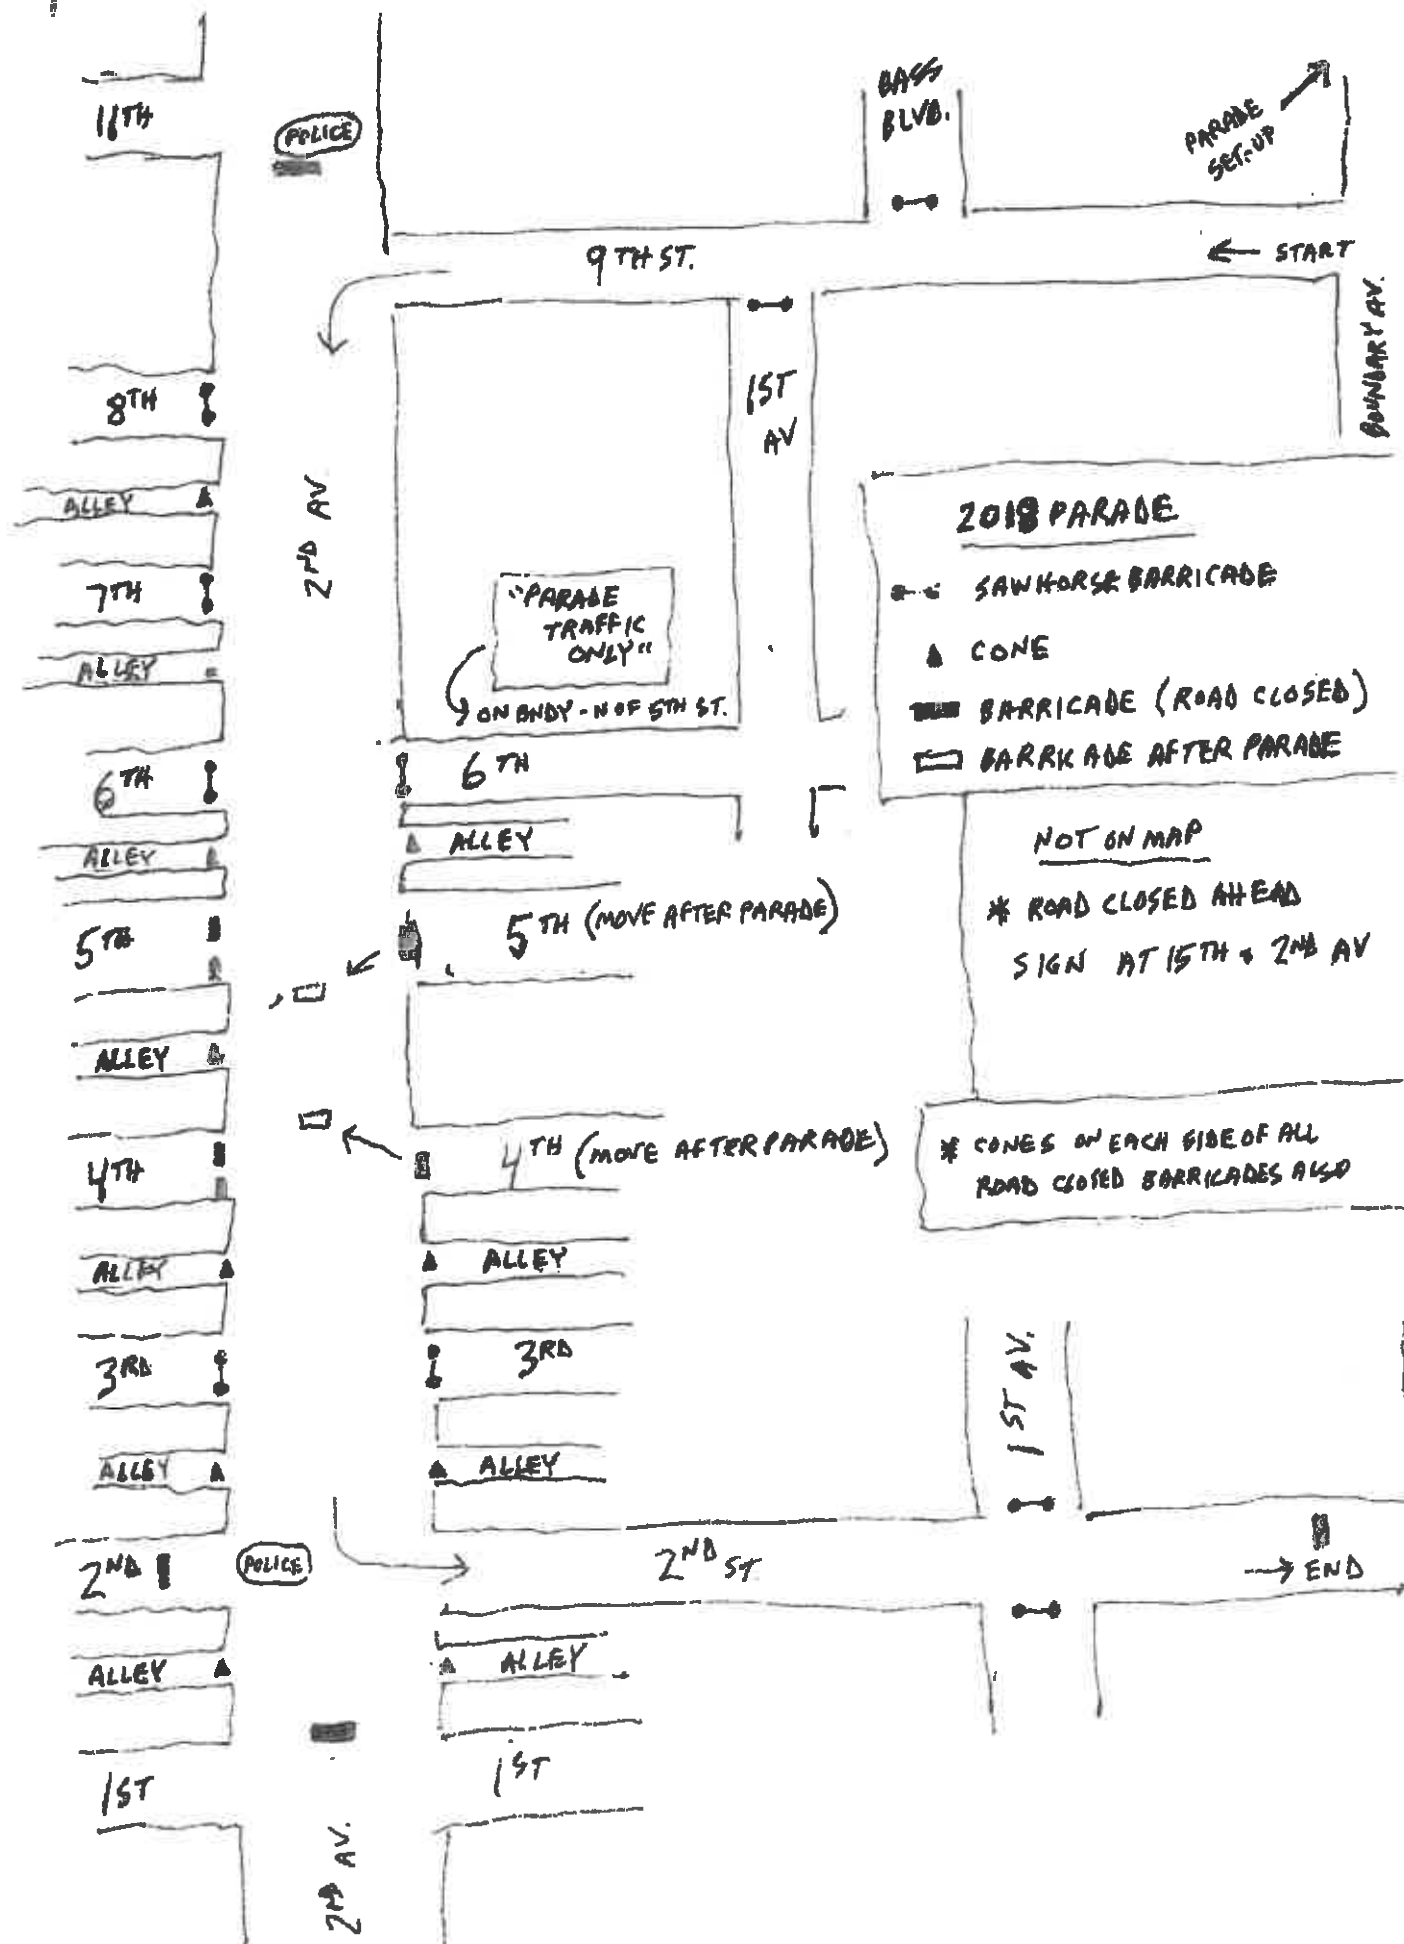 11TH
POLICE
BASS
BLVD.
PARADE
SET-UP
9TH ST.
← START
BOUNDARY AV.
8TH
1ST
AV
ALLEY
2ND AV
2018 PARADE
SAWHORSE BARRICADE
7TH
"PARADE
TRAFFIC
ONLY"
CONE
ALLEY
ON BNDY - N OF 5TH ST.
BARRICADE (ROAD CLOSED)
BARRICADE AFTER PARADE
6TH
6TH
ALLEY
ALLEY
NOT ON MAP
* ROAD CLOSED AHEAD
SIGN AT 15TH & 2ND AV
5TH
5TH (MOVE AFTER PARADE)
ALLEY
4TH
4TH (MOVE AFTER PARADE)
* CONES ON EACH SIDE OF ALL
ROAD CLOSED BARRICADES ALSO
ALLEY
ALLEY
3RD
3RD
1ST AV.
ALLEY
ALLEY
2ND
POLICE
2ND ST
→ END
ALLEY
ALLEY
1ST
1ST
2ND AV.